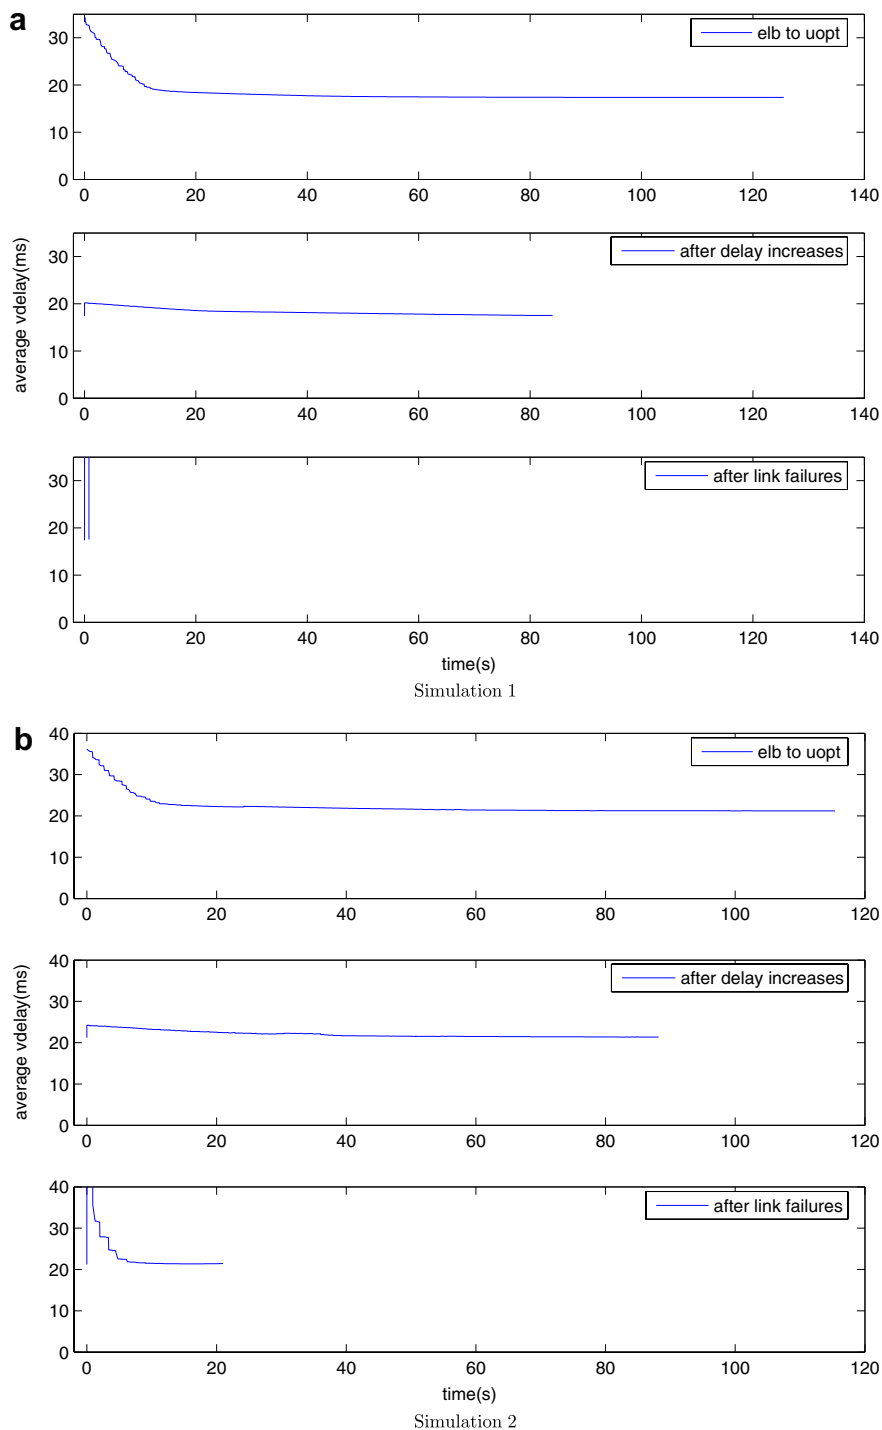 a
35
30
20
10
0
elb to uopt
0 20 40 60 80 100 120 140
average vdelay(ms)
30
20
10
0
after delay increases
0 20 40 60 80 100 120 140
30
20
10
0
after link failures
0 20 40 60 80 100 120 140
time(s)
Simulation 1
b
40
30
20
10
0
elb to uopt
0 20 40 60 80 100 120
average vdelay(ms)
40
30
20
10
0
after delay increases
0 20 40 60 80 100 120
40
30
20
10
0
after link failures
0 20 40 60 80 100 120
time(s)
Simulation 2